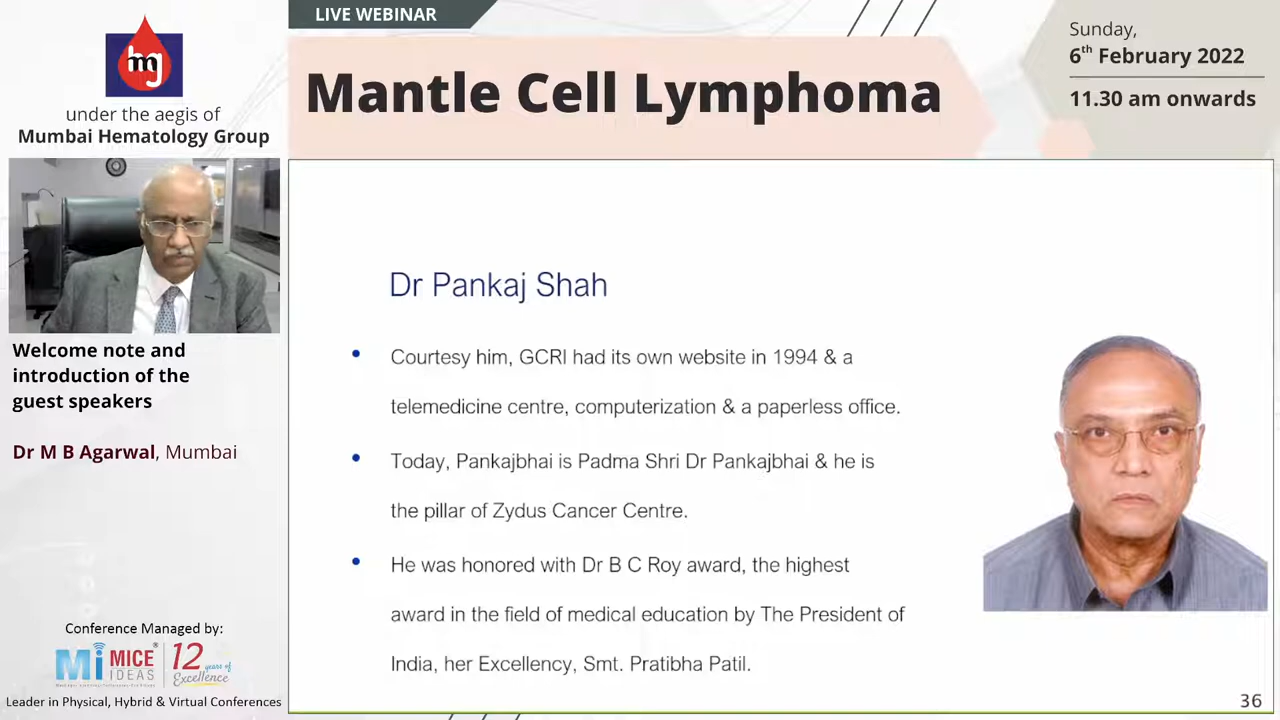 LIVE WEBINAR
Mantle Cell Lymphoma
Sunday,
6th February 2022
11.30 am onwards
mg
under the aegis of
Mumbai Hematology Group
Welcome note and
introduction of the
guest speakers
Dr M B Agarwal, Mumbai
Conference Managed by:
Mi MICE IDEAS® 12 years of Excellence
Leader in Physical, Hybrid & Virtual Conferences
Dr Pankaj Shah
• Courtesy him, GCRI had its own website in 1994 & a
telemedicine centre, computerization & a paperless office.
• Today, Pankajbhai is Padma Shri Dr Pankajbhai & he is
the pillar of Zydus Cancer Centre.
• He was honored with Dr B C Roy award, the highest
award in the field of medical education by The President of
India, her Excellency, Smt. Pratibha Patil.
36